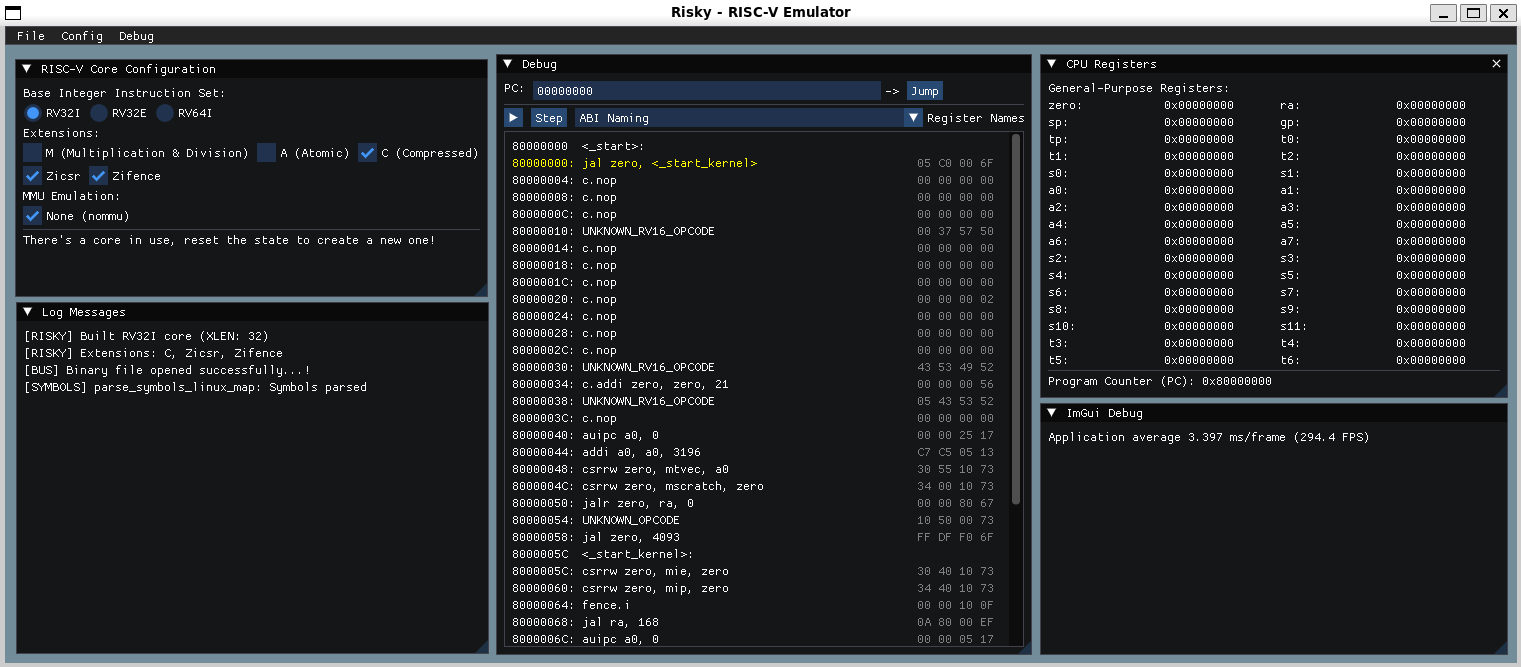 Risky - RISC-V Emulator
File Config Debug
RISC-V Core Configuration
Base Integer Instruction Set:
RV32I RV32E RV64I
Extensions:
M (Multiplication & Division) A (Atomic) C (Compressed)
Zicsr Zifence
MMU Emulation:
None (nommu)
There's a core in use, reset the state to create a new one!
Log Messages
[RISKY] Built RV32I core (XLEN: 32)
[RISKY] Extensions: C, Zicsr, Zifence
[BUS] Binary file opened successfully...!
[SYMBOLS] parse_symbols_linux_map: Symbols parsed
Debug
PC: 00000000 -> Jump
Step ABI Naming Register Names
80000000 <_start>:
80000000: jal zero, <_start_kernel> 05 C0 00 6F
80000004: c.nop 00 00 00 00
80000008: c.nop 00 00 00 00
8000000C: c.nop 00 00 00 00
80000010: UNKNOWN_RV16_OPCODE 00 37 57 50
80000014: c.nop 00 00 00 00
80000018: c.nop 00 00 00 00
8000001C: c.nop 00 00 00 00
80000020: c.nop 00 00 00 02
80000024: c.nop 00 00 00 00
80000028: c.nop 00 00 00 00
8000002C: c.nop 00 00 00 00
80000030: UNKNOWN_RV16_OPCODE 43 53 49 52
80000034: c.addi zero, zero, 21 00 00 00 56
80000038: UNKNOWN_RV16_OPCODE 05 43 53 52
8000003C: c.nop 00 00 00 00
80000040: auipc a0, 0 00 00 25 17
80000044: addi a0, a0, 3196 C7 C5 05 13
80000048: csrrw zero, mtvec, a0 30 55 10 73
8000004C: csrrw zero, mscratch, zero 34 00 10 73
80000050: jalr zero, ra, 0 00 00 80 67
80000054: UNKNOWN_OPCODE 10 50 00 73
80000058: jal zero, 4093 FF DF F0 6F
8000005C <_start_kernel>:
8000005C: csrrw zero, mie, zero 30 40 10 73
80000060: csrrw zero, mip, zero 34 40 10 73
80000064: fence.i 00 00 10 0F
80000068: jal ra, 168 0A 80 00 EF
8000006C: auipc a0, 0 00 00 05 17
CPU Registers
General-Purpose Registers:
zero: 0x00000000 ra: 0x00000000
sp: 0x00000000 gp: 0x00000000
tp: 0x00000000 t0: 0x00000000
t1: 0x00000000 t2: 0x00000000
s0: 0x00000000 s1: 0x00000000
a0: 0x00000000 a1: 0x00000000
a2: 0x00000000 a3: 0x00000000
a4: 0x00000000 a5: 0x00000000
a6: 0x00000000 a7: 0x00000000
s2: 0x00000000 s3: 0x00000000
s4: 0x00000000 s5: 0x00000000
s6: 0x00000000 s7: 0x00000000
s8: 0x00000000 s9: 0x00000000
s10: 0x00000000 s11: 0x00000000
t3: 0x00000000 t4: 0x00000000
t5: 0x00000000 t6: 0x00000000
Program Counter (PC): 0x80000000
ImGui Debug
Application average 3.397 ms/frame (294.4 FPS)